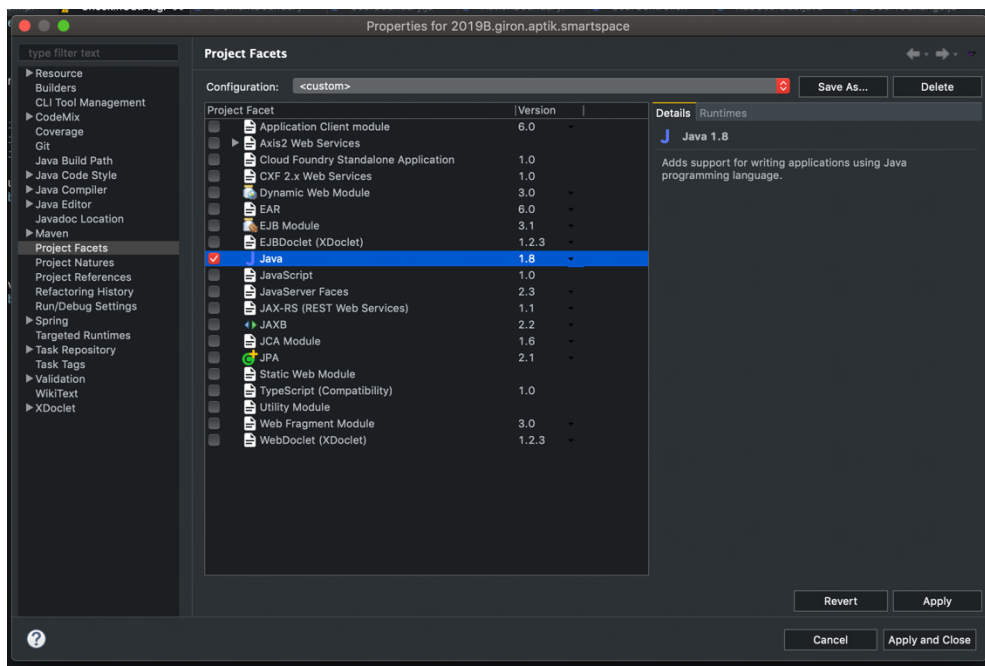 Properties for 2019B.giron.aptik.smartspace
type filter text
Resource
Builders
CLI Tool Management
CodeMix
Coverage
Git
Java Build Path
Java Code Style
Java Compiler
Java Editor
Javadoc Location
Maven
Project Facets
Project Natures
Project References
Refactoring History
Run/Debug Settings
Spring
Targeted Runtimes
Task Repository
Task Tags
Validation
WikiText
XDoclet
Project Facets
Configuration: <custom> Save As... Delete
Project Facet Version
Application Client module 6.0
Axis2 Web Services
Cloud Foundry Standalone Application 1.0
CXF 2.x Web Services 1.0
Dynamic Web Module 3.0
EAR 6.0
EJB Module 3.1
EJBDoclet (XDoclet) 1.2.3
Java 1.8
JavaScript 1.0
JavaServer Faces 2.3
JAX-RS (REST Web Services) 1.1
JAXB 2.2
JCA Module 1.6
JPA 2.1
Static Web Module
TypeScript (Compatibility) 1.0
Utility Module
Web Fragment Module 3.0
WebDoclet (XDoclet) 1.2.3
Details Runtimes
Java 1.8
Adds support for writing applications using Java
programming language.
Revert Apply
Cancel Apply and Close